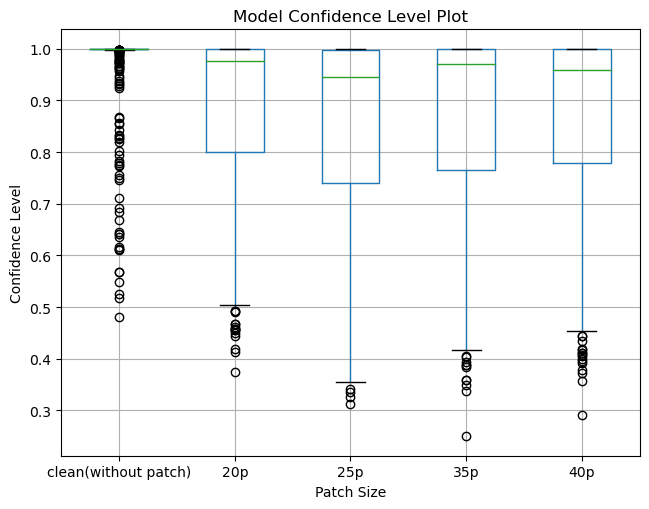 Model Confidence Level Plot
1.0
0.9
0.8
0.7
0.6
0.5
0.4
0.3
Confidence Level
clean(without patch) 20p 25p 35p 40p
Patch Size